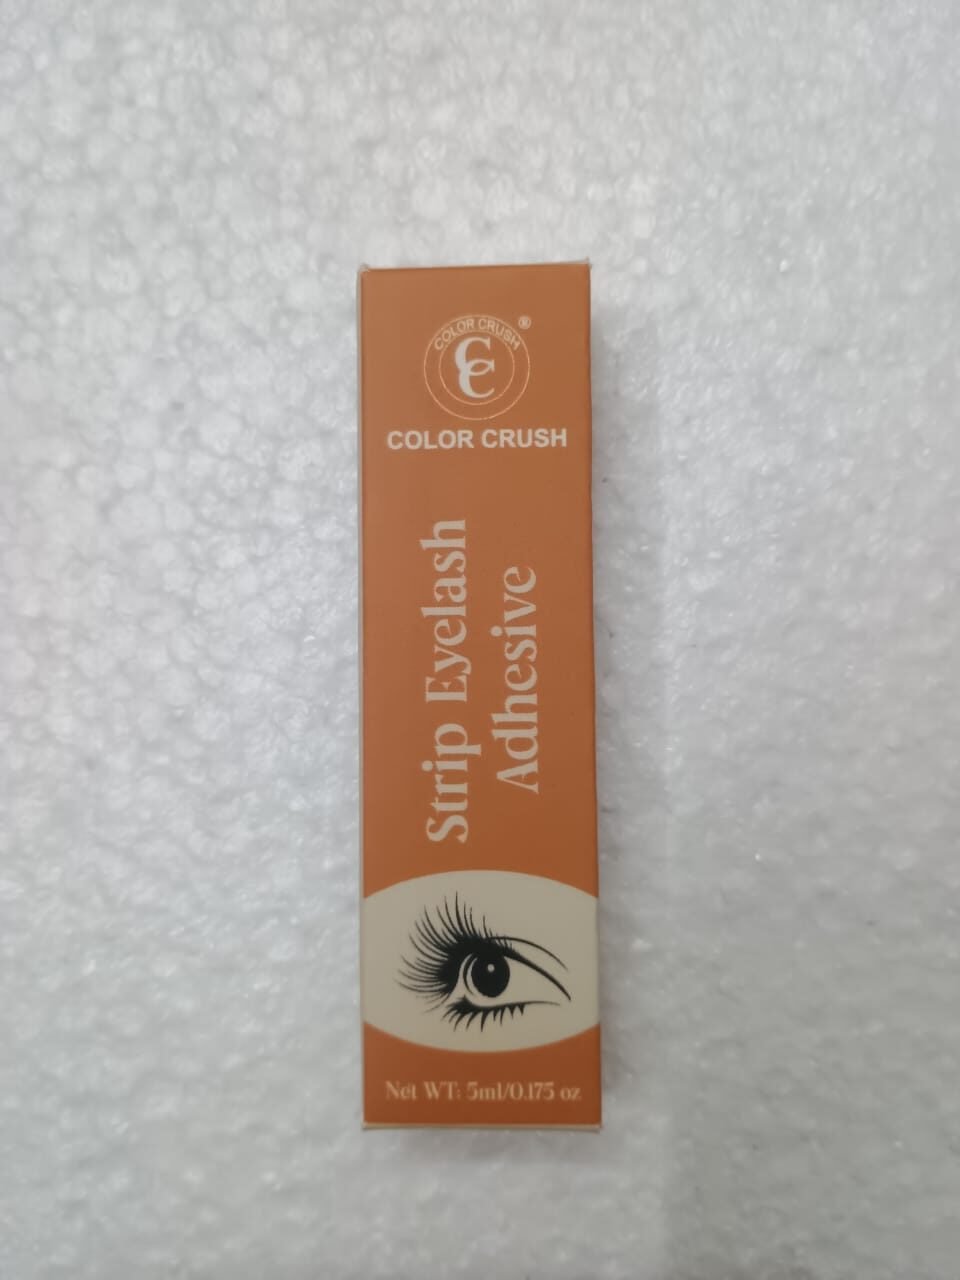 COLOR CRUSH ®
CC
COLOR CRUSH
Strip Eyelash
Adhesive
Net WT: 5ml/0.175 oz